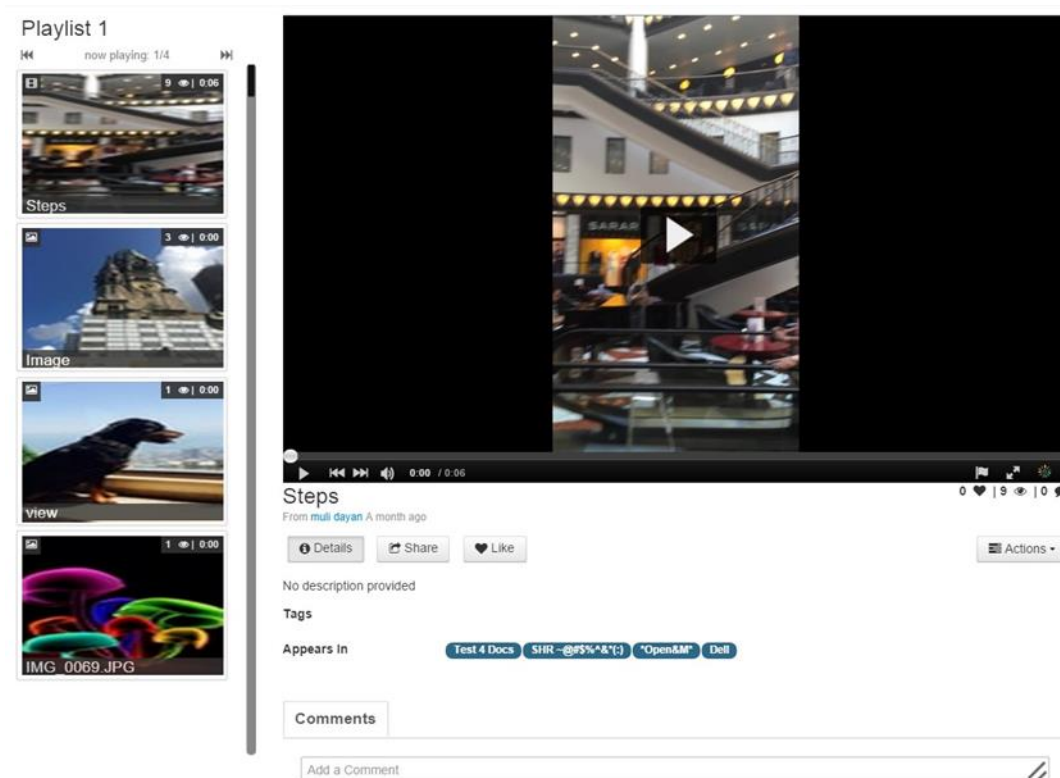 Playlist 1
now playing: 1/4
9 | 0:06
Steps
3 | 0:00
Image
1 | 0:00
view
1 | 0:00
IMG_0069.JPG
SARAR
0:00 / 0:06
Steps
0 | 9 | 0
From muli dayan A month ago
Details Share Like Actions
No description provided
Tags
Appears In Test 4 Docs SHR ~@#$%^&*(:) *Open&M* Dell
Comments
Add a Comment